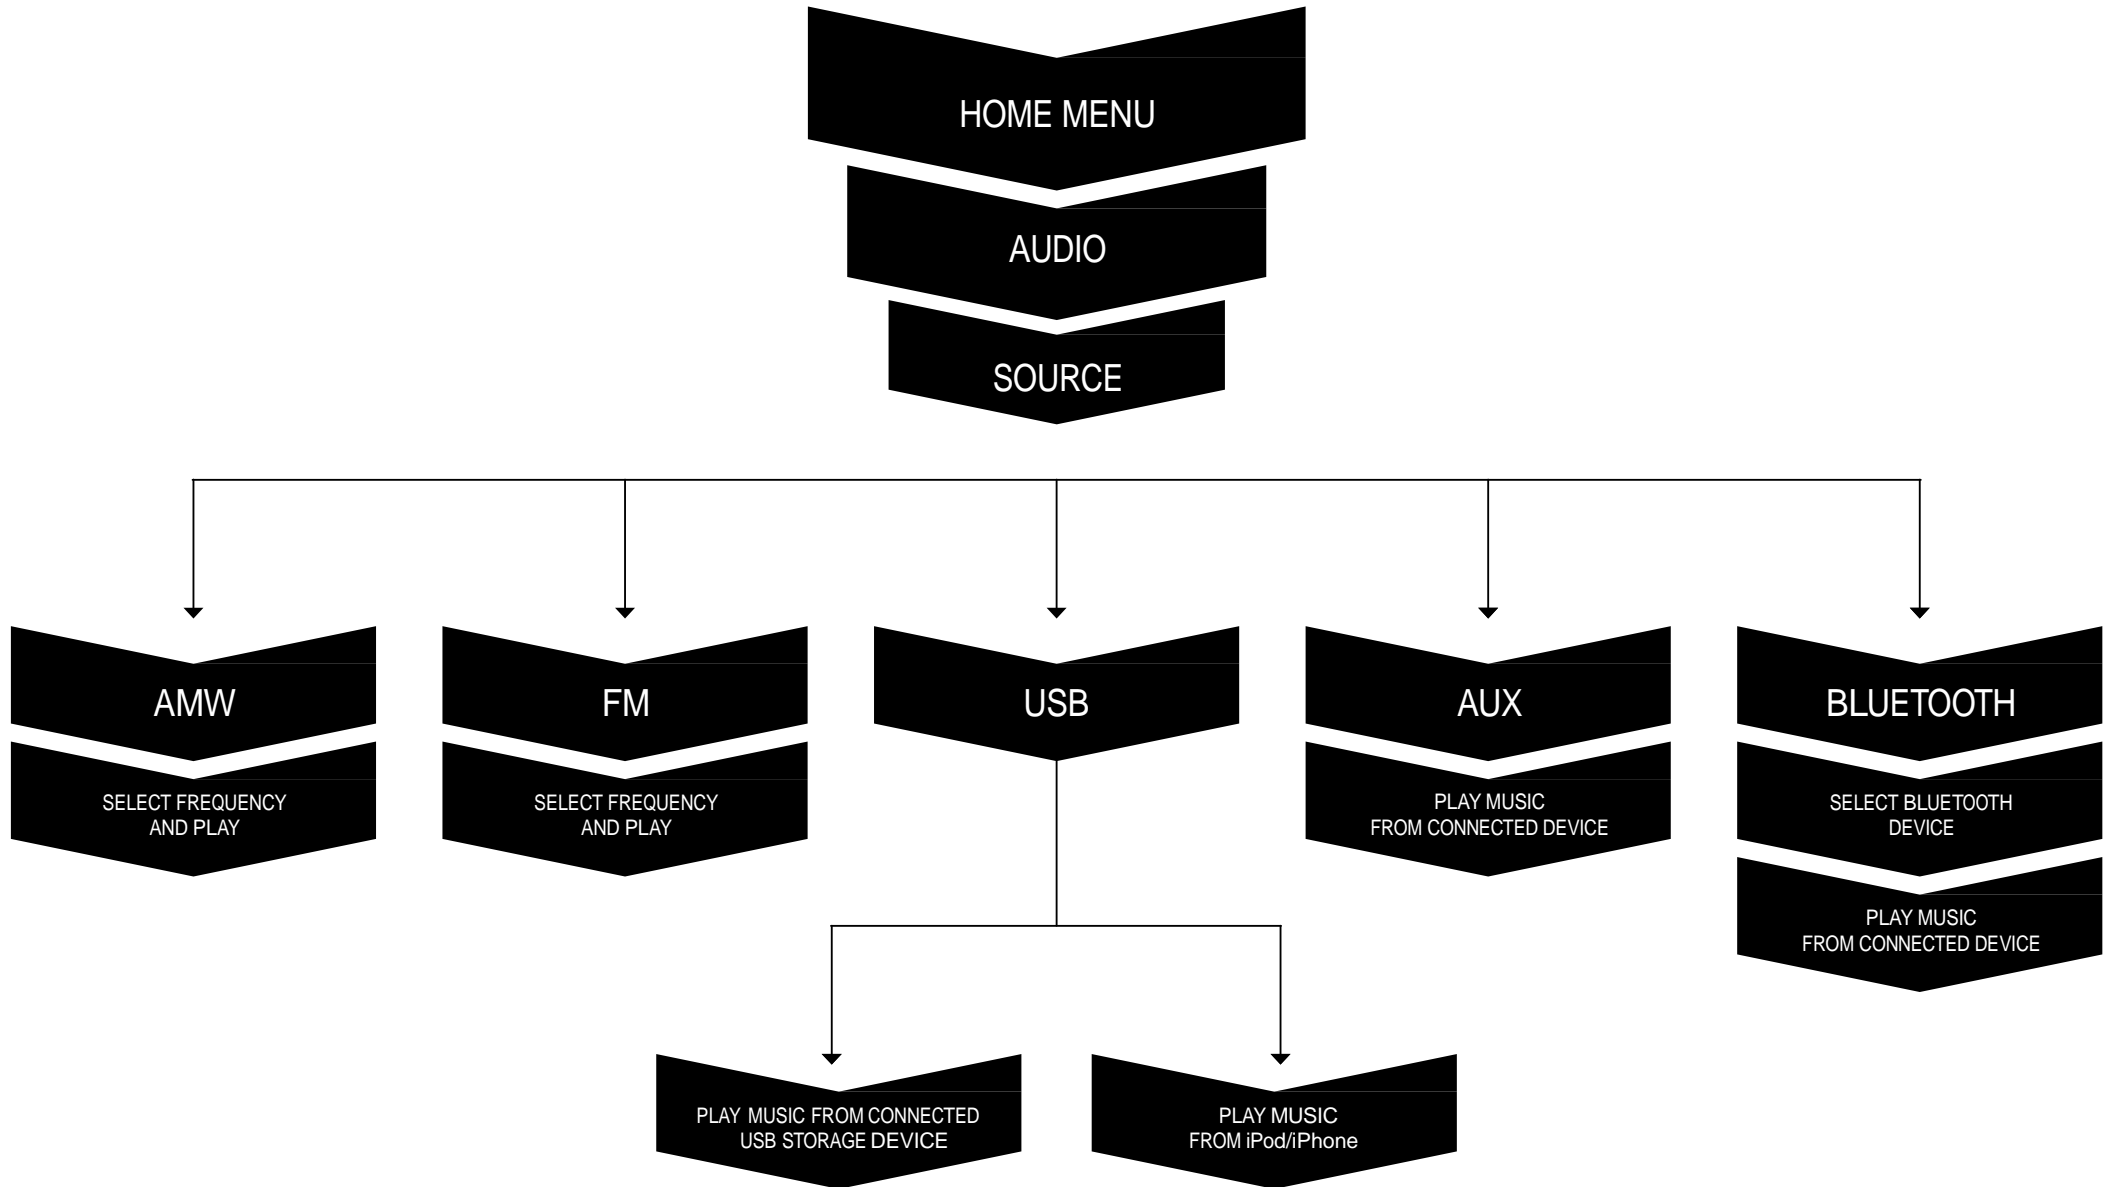 HOME MENU
AUDIO
SOURCE
AMW
FM
USB
AUX
BLUETOOTH
SELECT FREQUENCY
AND PLAY
SELECT FREQUENCY
AND PLAY
PLAY MUSIC
FROM CONNECTED DEVICE
SELECT BLUETOOTH
DEVICE
PLAY MUSIC
FROM CONNECTED DEVICE
PLAY MUSIC FROM CONNECTED
USB STORAGE DEVICE
PLAY MUSIC
FROM iPod/iPhone